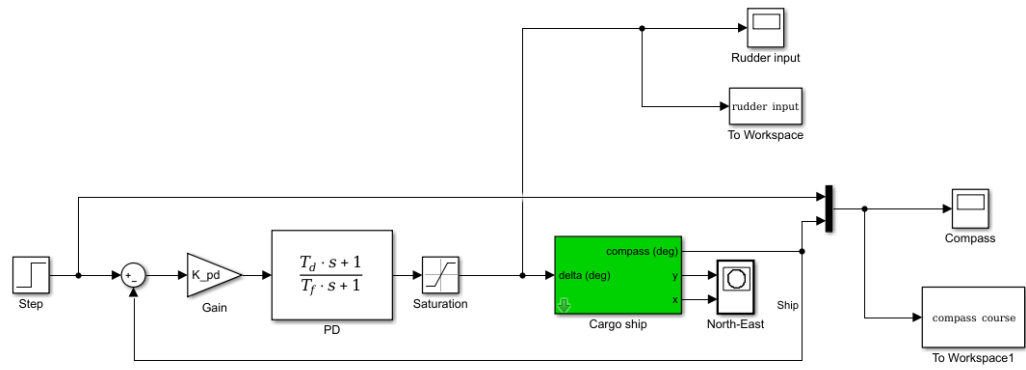 Rudder input
rudder input
To Workspace
Compass
compass (deg)
Step
+
−
K_pd
Gain
T_d · s + 1
T_f · s + 1
PD
Saturation
delta (deg)
y
x
Cargo ship
North-East
Ship
compass course
To Workspace1